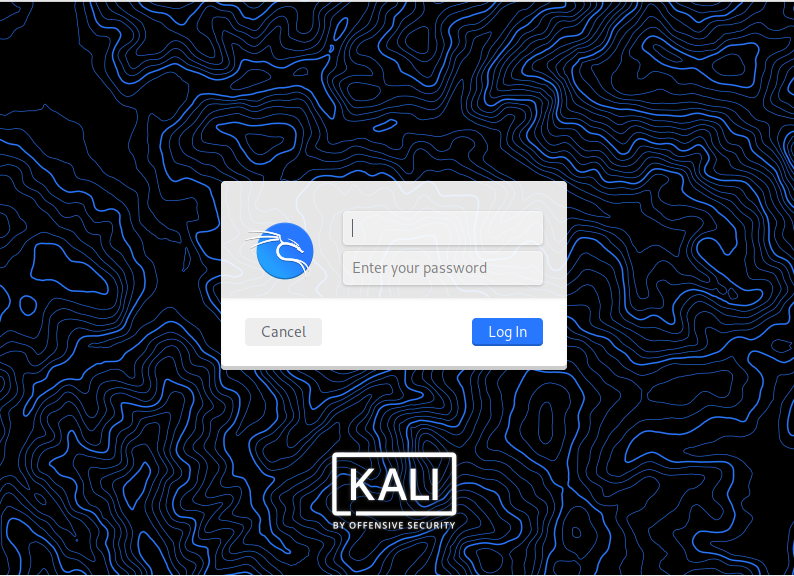 Enter your password
Cancel
Log In
KALI
BY OFFENSIVE SECURITY